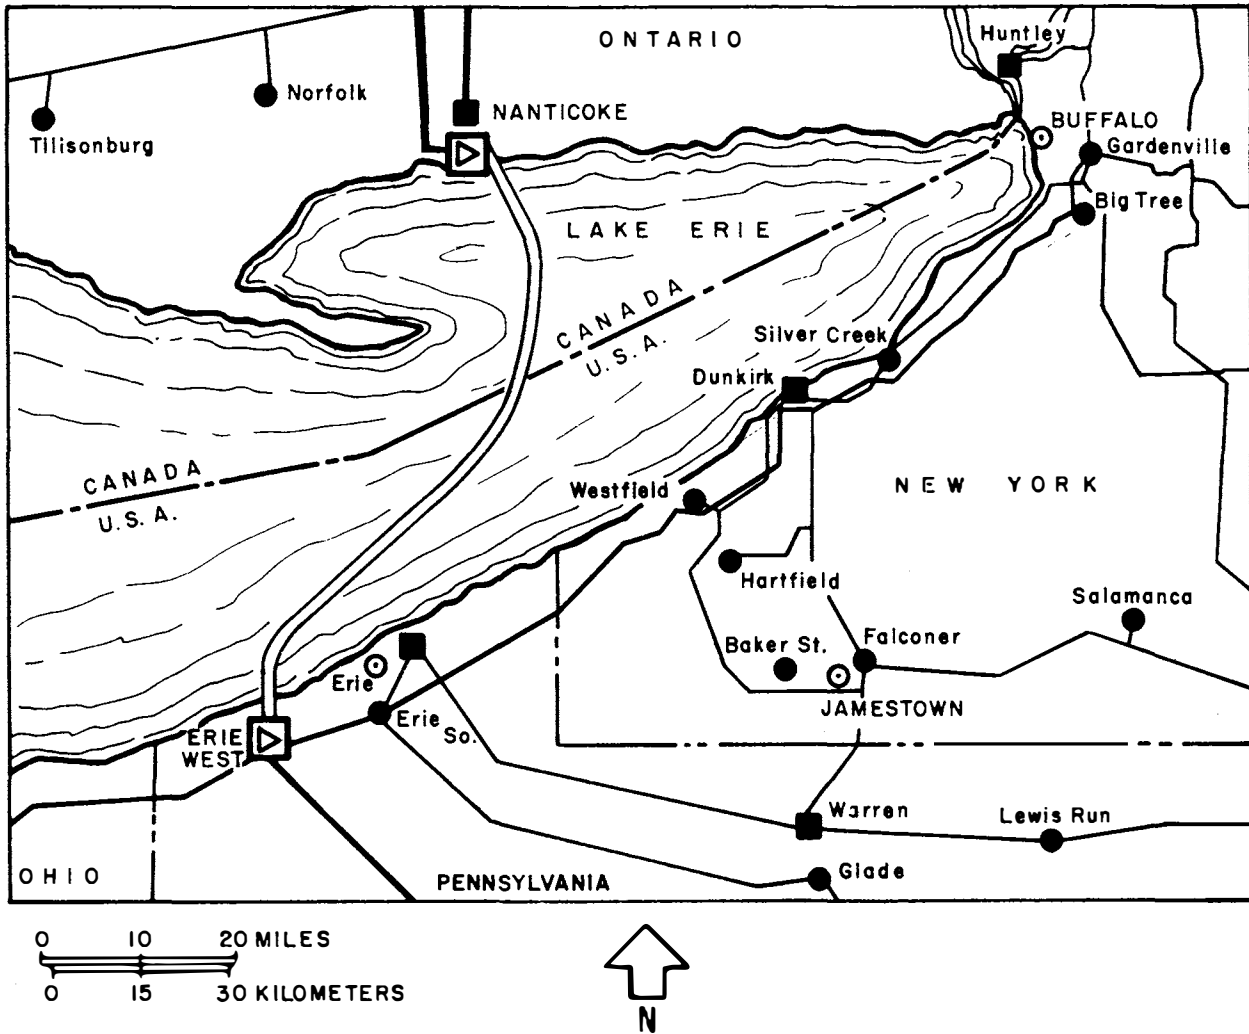 ONTARIO
Huntley
Norfolk
NANTICOKE
Tilisonburg
BUFFALO
Gardenville
Big Tree
LAKE ERIE
CANADA
U.S.A.
Silver Creek
Dunkirk
CANADA
U.S.A.
Westfield
NEW YORK
Hartfield
Salamanca
Baker St.
Falconer
Erie
JAMESTOWN
Erie
So.
ERIE
WEST
Warren
Lewis Run
OHIO
PENNSYLVANIA
Glade
0 10 20 MILES
0 15 30 KILOMETERS
N